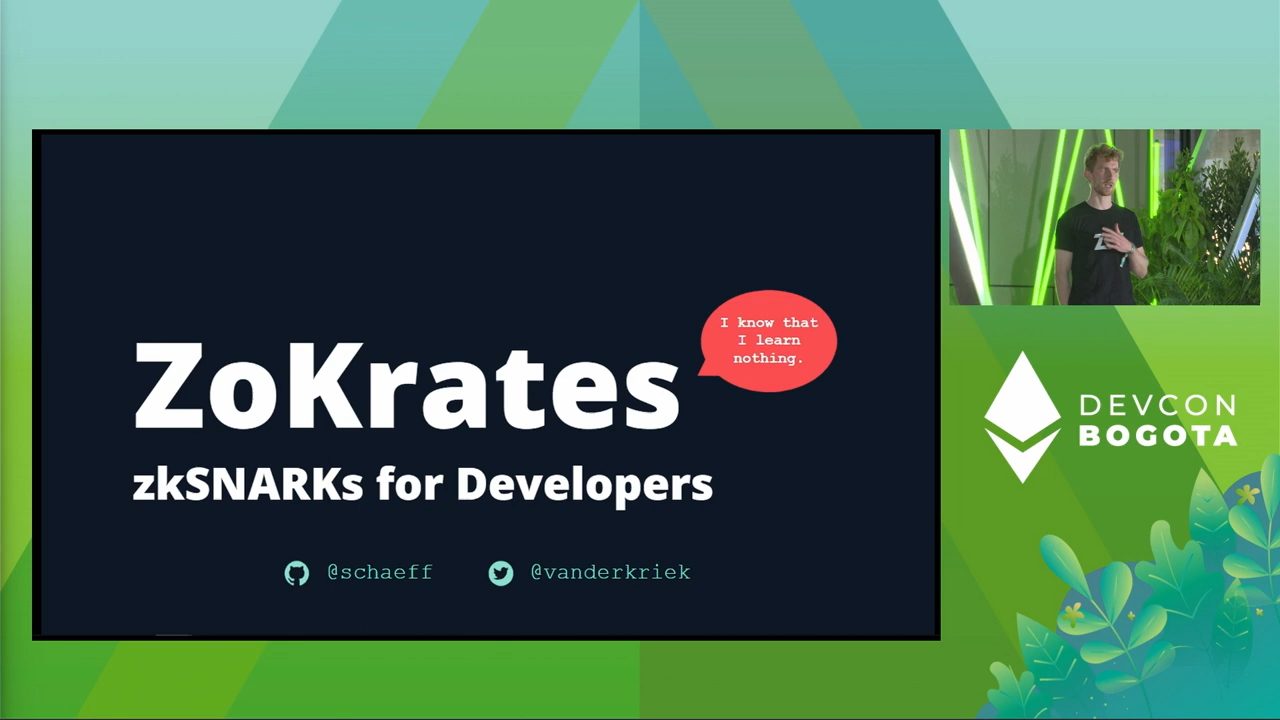 ZoKrates
I know that
I learn
nothing.
zkSNARKs for Developers
@schaeff
@vanderkriek
DEVCON
BOGOTA